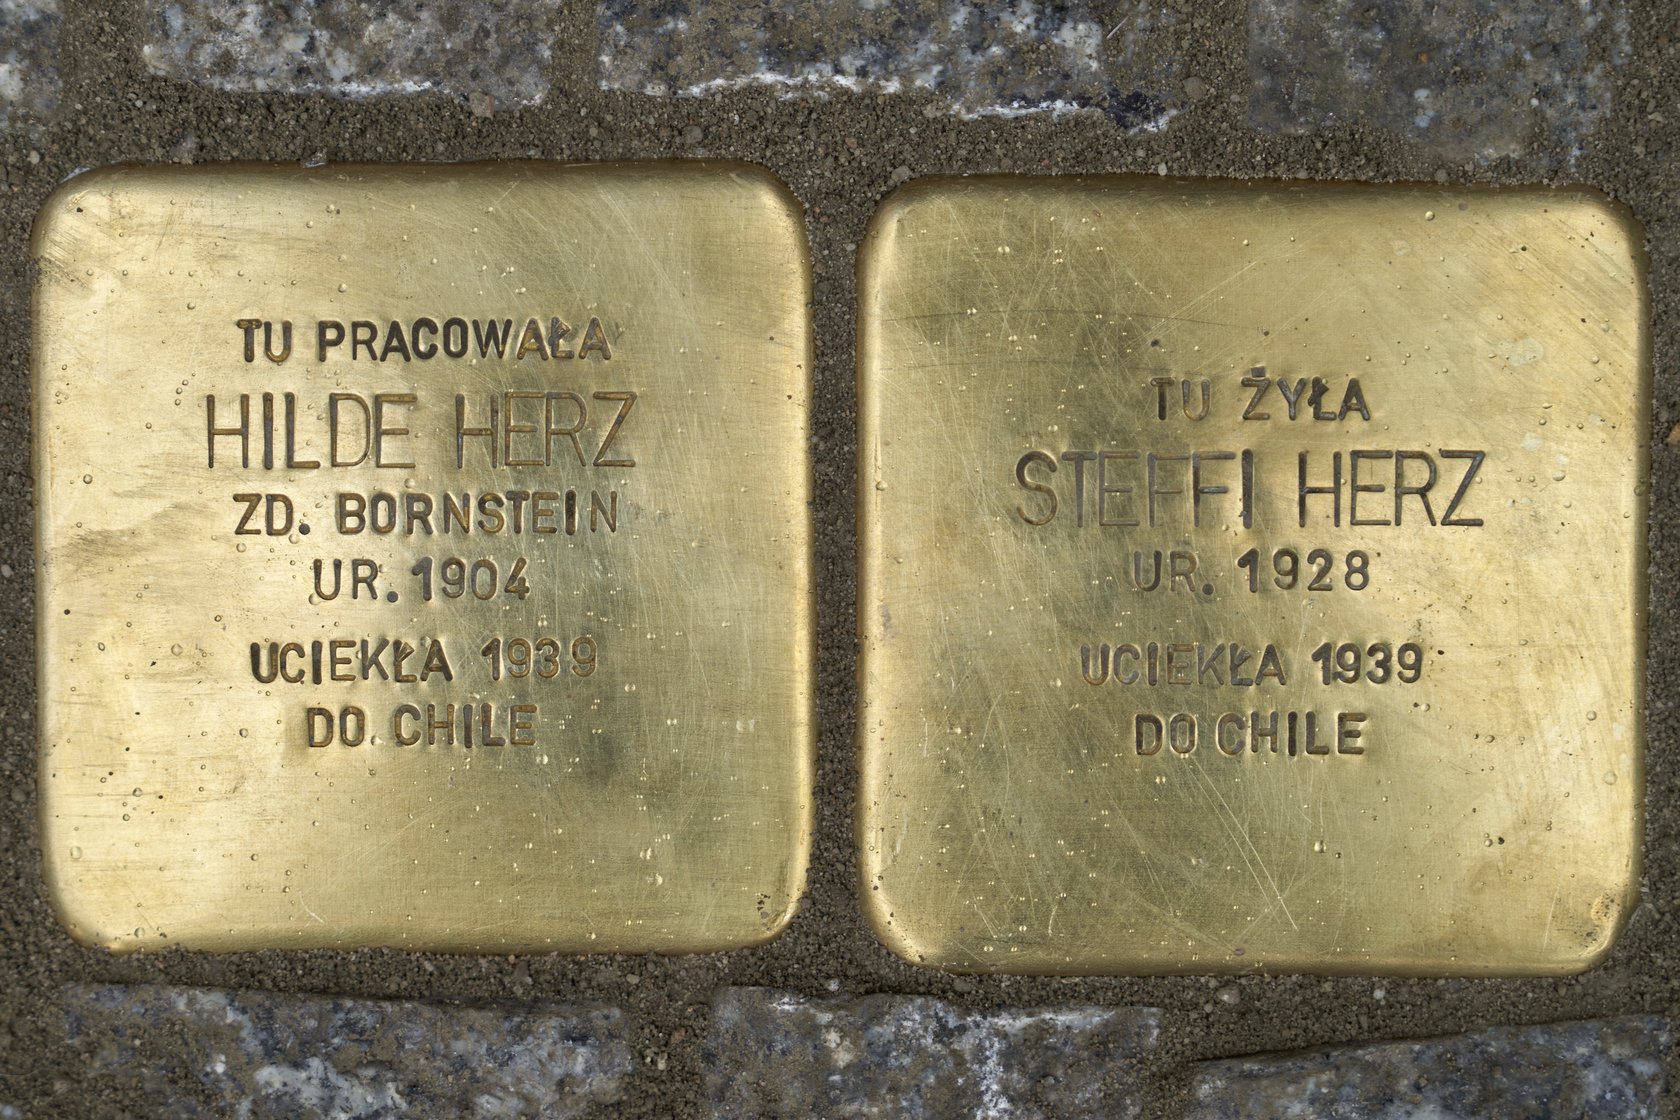 TU PRACOWAŁA
HILDE HERZ
ZD. BORNSTEIN
UR. 1904
UCIEKŁA 1939
DO CHILE
TU ŻYŁA
STEFFI HERZ
UR. 1928
UCIEKŁA 1939
DO CHILE